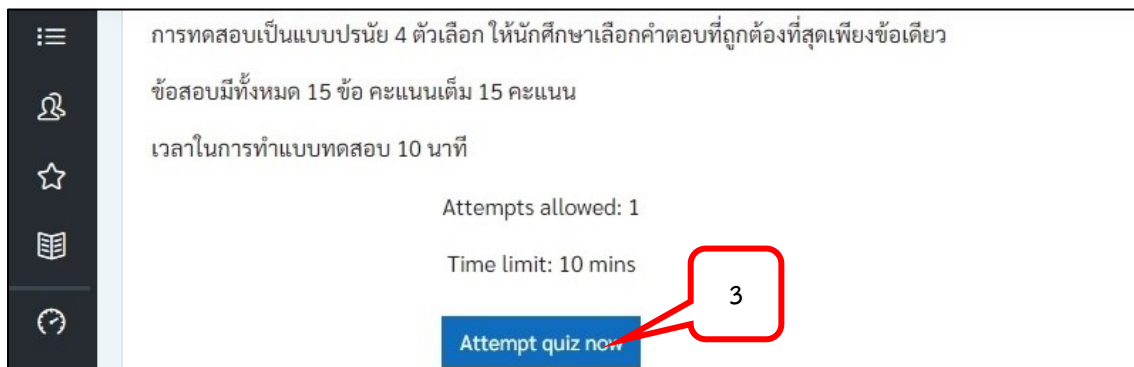 การทดสอบเป็นแบบปรนัย 4 ตัวเลือก ให้นักศึกษาเลือกคำตอบที่ถูกต้องที่สุดเพียงข้อเดียว
ข้อสอบมีทั้งหมด 15 ข้อ คะแนนเต็ม 15 คะแนน
เวลาในการทำแบบทดสอบ 10 นาที
Attempts allowed: 1
Time limit: 10 mins
3
Attempt quiz now